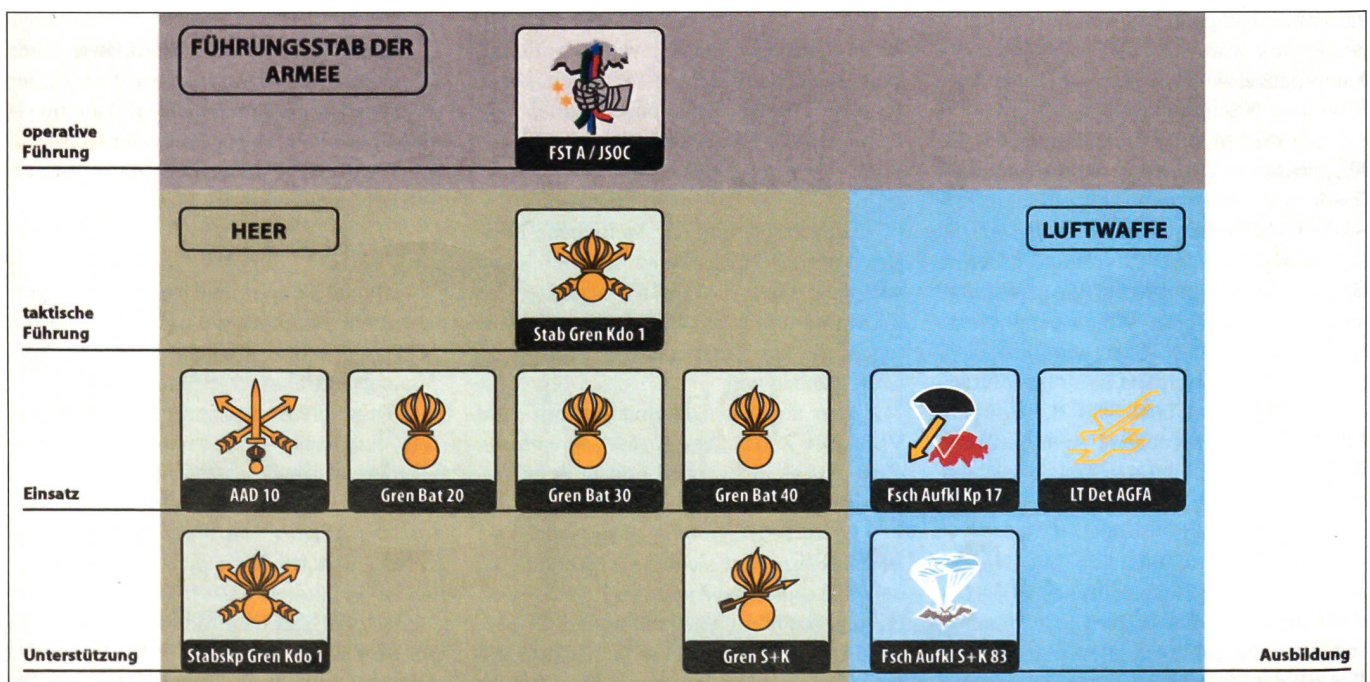 FÜHRUNGSSTAB DER
ARMEE
operative
Führung
FST A / JSOC
HEER
LUFTWAFFE
taktische
Führung
Stab Gren Kdo 1
Einsatz
AAD 10
Gren Bat 20
Gren Bat 30
Gren Bat 40
Fsch Aufkl Kp 17
LT Det AGFA
Unterstützung
Stabskp Gren Kdo 1
Gren S+K
Fsch Aufkl S+K 83
Ausbildung